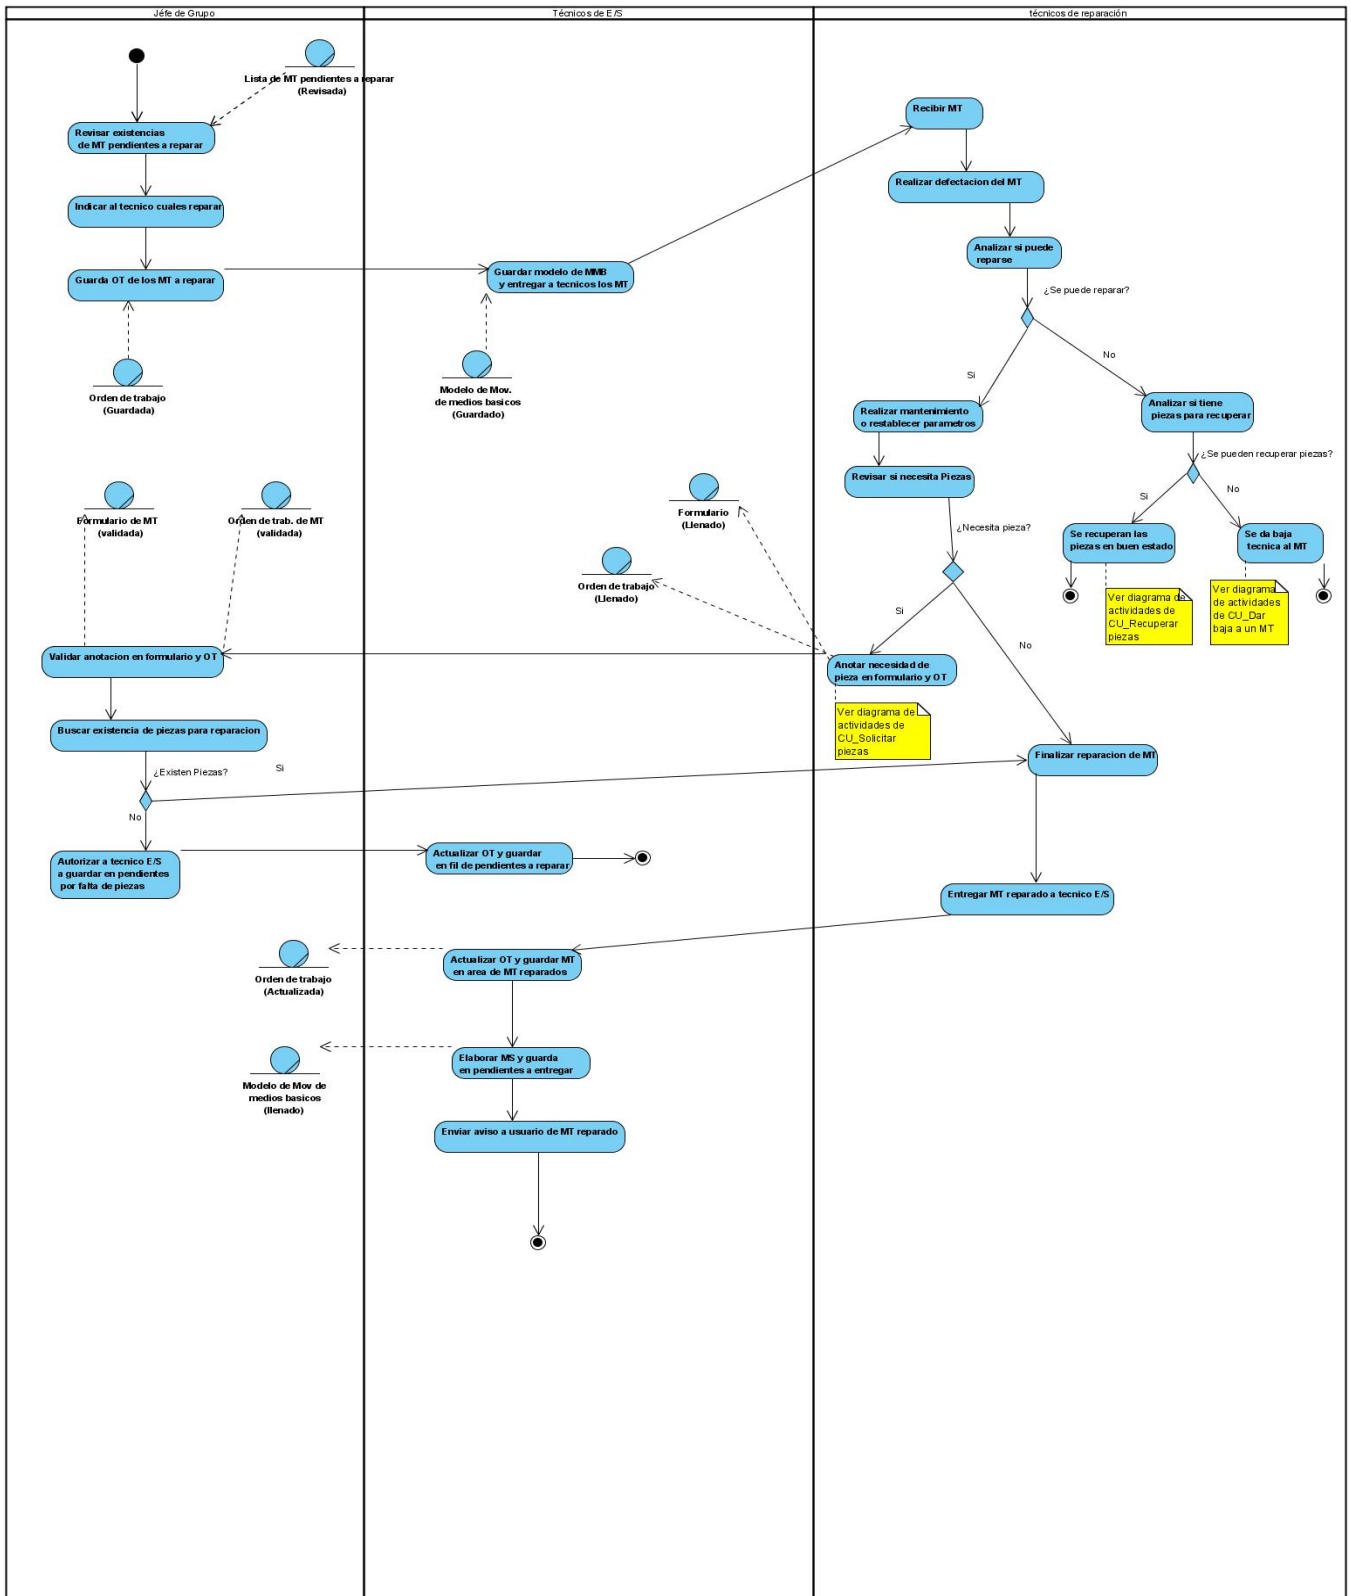 Jéfe de Grupo
Técnicos de E/S
técnicos de reparación
Lista de MT pendientes a reparar
(Revisada)
Revisar existencias
de MT pendientes a reparar
Indicar al tecnico cuales reparar
Guarda OT de los MT a reparar
Orden de trabajo
(Guardada)
Guardar modelo de MMB
y entregar a tecnicos los MT
Modelo de Mov.
de medios basicos
(Guardado)
Recibir MT
Realizar defectacion del MT
Analizar si puede
reparse
¿Se puede reparar?
Si
No
Realizar mantenimiento
o restablecer parametros
Analizar si tiene
piezas para recuperar
Revisar si necesita Piezas
¿Se pueden recuperar piezas?
Si
No
¿Necesita pieza?
Se recuperan las
piezas en buen estado
Se da baja
tecnica al MT
Ver diagrama de
actividades de
CU_Recuperar
piezas
Ver diagrama
de actividades
de CU_Dar
baja a un MT
Si
No
Formulario de MT
(validada)
Orden de trab. de MT
(validada)
Formulario
(Llenado)
Orden de trabajo
(Llenado)
Validar anotacion en formulario y OT
Anotar necesidad de
pieza en formulario y OT
Ver diagrama de
actividades de
CU_Solicitar
piezas
Buscar existencia de piezas para reparacion
¿Existen Piezas?
Si
No
Finalizar reparacion de MT
Autorizar a tecnico E/S
a guardar en pendientes
por falta de piezas
Actualizar OT y guardar
en fil de pendientes a reparar
Entregar MT reparado a tecnico E/S
Orden de trabajo
(Actualizada)
Actualizar OT y guardar MT
en area de MT reparados
Modelo de Mov de
medios basicos
(llenado)
Elaborar MS y guarda
en pendientes a entregar
Enviar aviso a usuario de MT reparado